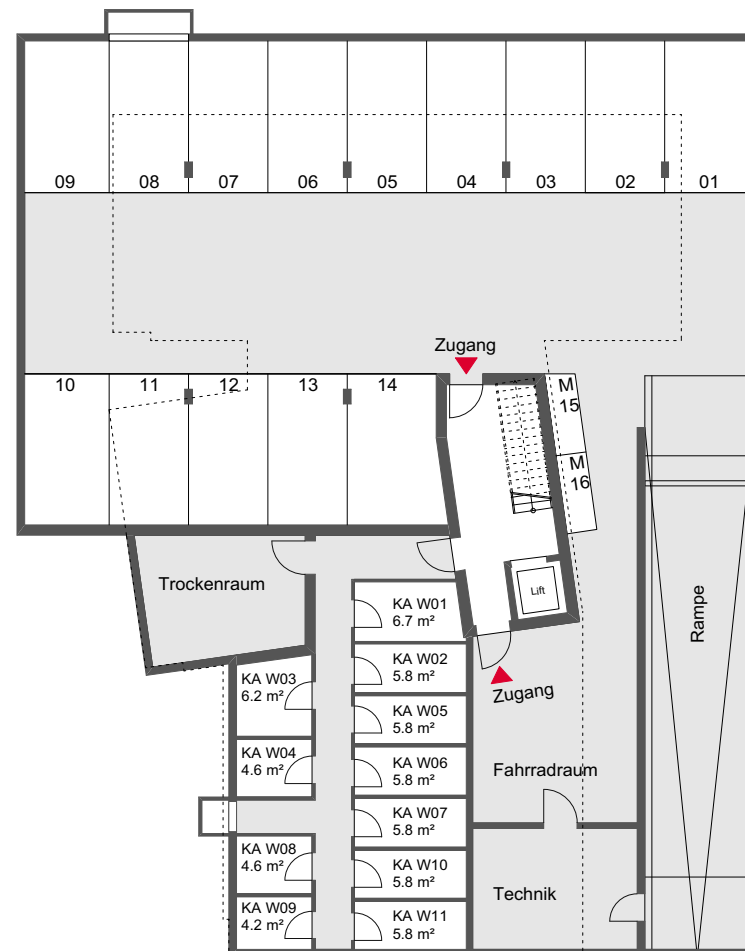 09 08 07 06 05 04 03 02 01
Zugang
10 11 12 13 14
M
15
M
16
Lift
Trockenraum
KA W01
6.7 m²
KA W02
5.8 m²
KA W03
6.2 m²
KA W05
5.8 m²
KA W04
4.6 m²
KA W06
5.8 m²
KA W07
5.8 m²
KA W08
4.6 m²
KA W10
5.8 m²
KA W09
4.2 m²
KA W11
5.8 m²
Zugang
Fahrradraum
Technik
Rampe